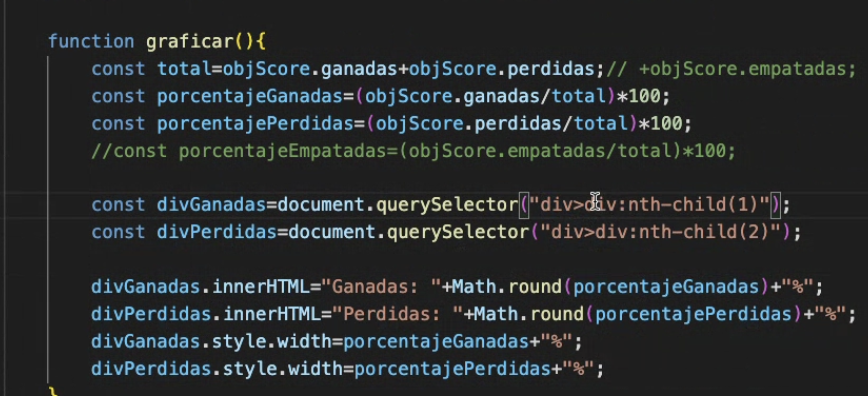 function graficar(){
const total=objScore.ganadas+objScore.perdidas;// +objScore.empatadas;
const porcentajeGanadas=(objScore.ganadas/total)*100;
const porcentajePerdidas=(objScore.perdidas/total)*100;
//const porcentajeEmpatadas=(objScore.empatadas/total)*100;
const divGanadas=document.querySelector("div>div:nth-child(1)");
const divPerdidas=document.querySelector("div>div:nth-child(2)");
divGanadas.innerHTML="Ganadas: "+Math.round(porcentajeGanadas)+"%";
divPerdidas.innerHTML="Perdidas: "+Math.round(porcentajePerdidas)+"%";
divGanadas.style.width=porcentajeGanadas+"%";
divPerdidas.style.width=porcentajePerdidas+"%";
}